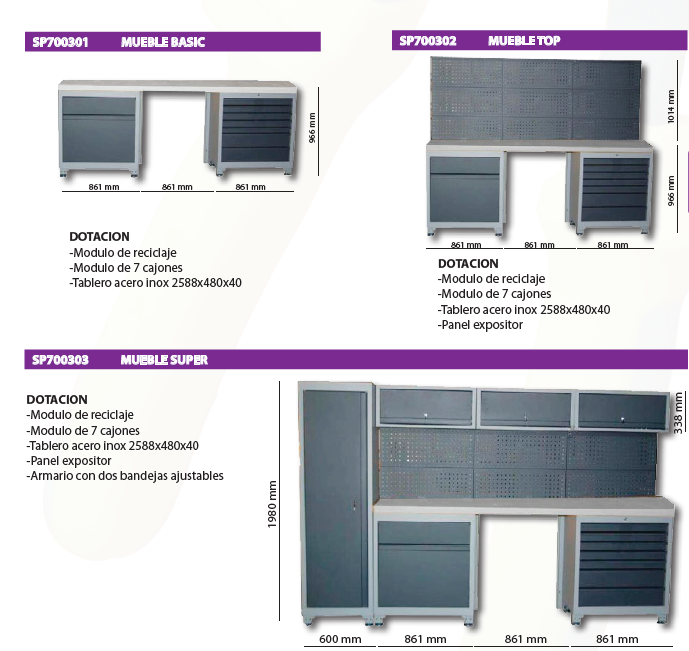 SP700301 MUEBLE BASIC
966 mm
861 mm 861 mm 861 mm
DOTACION
-Modulo de reciclaje
-Modulo de 7 cajones
-Tablero acero inox 2588x480x40
SP700302 MUEBLE TOP
1014 mm
966 mm
861 mm 861 mm 861 mm
DOTACION
-Modulo de reciclaje
-Modulo de 7 cajones
-Tablero acero inox 2588x480x40
-Panel expositor
SP700303 MUEBLE SUPER
DOTACION
-Modulo de reciclaje
-Modulo de 7 cajones
-Tablero acero inox 2588x480x40
-Panel expositor
-Armario con dos bandejas ajustables
338 mm
1980 mm
600 mm 861 mm 861 mm 861 mm